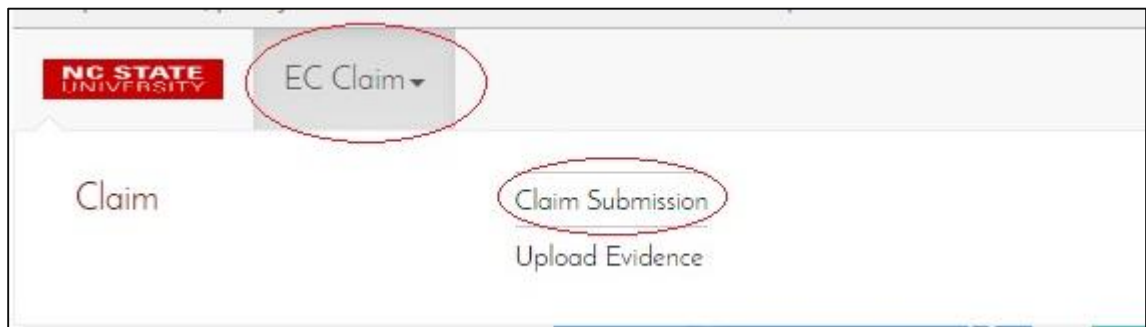 NC STATE
UNIVERSITY
EC Claim
Claim
Claim Submission
Upload Evidence